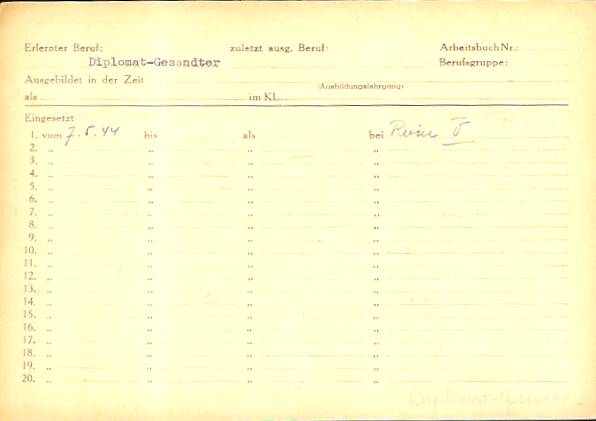 Erlernter Beruf: zuletzt ausg. Beruf: Arbeitsbuch Nr.:
Diplomat-Gesandter Berufsgruppe:
Ausgebildet in der Zeit (Ausbildungslehrgang)
als im KL.
Eingesetzt
1. vom 7.5.44 bis als bei
2. „ „ „ „
3. „ „ „ „
4. „ „ „ „
5. „ „ „ „
6. „ „ „ „
7. „ „ „ „
8. „ „ „ „
9. „ „ „ „
10. „ „ „ „
11. „ „ „ „
12. „ „ „ „
13. „ „ „ „
14. „ „ „ „
15. „ „ „ „
16. „ „ „ „
17. „ „ „ „
18. „ „ „ „
19. „ „ „ „
20. „ „ „ „
Diplomat-Gesandter